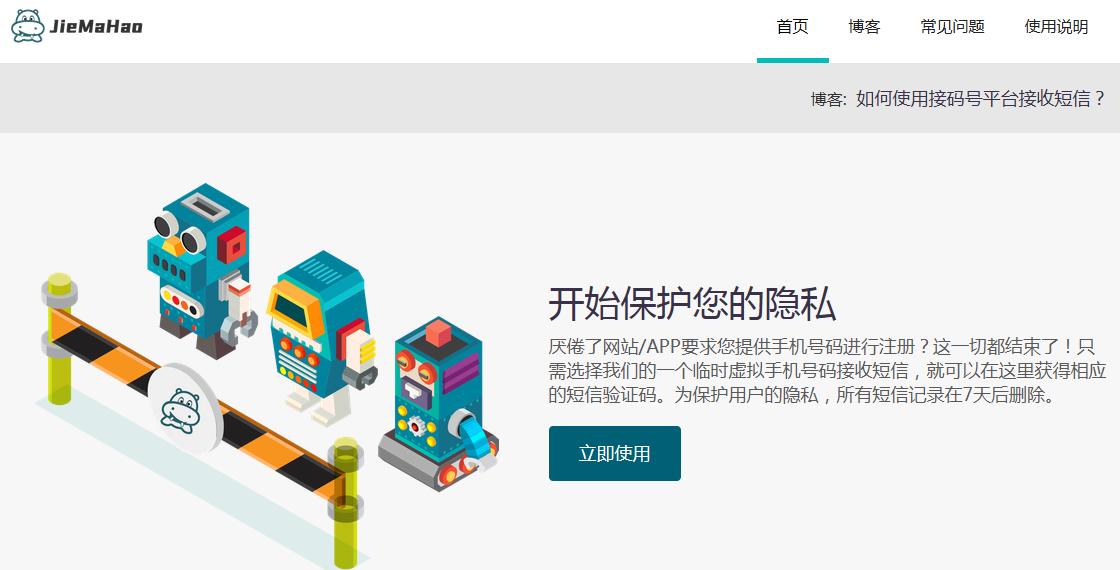 JieMaHao
首页 博客 常见问题 使用说明
博客: 如何使用接码号平台接收短信？
开始保护您的隐私
厌倦了网站/APP要求您提供手机号码进行注册？这一切都结束了！只
需选择我们的一个临时虚拟手机号码接收短信，就可以在这里获得相应
的短信验证码。为保护用户的隐私，所有短信记录在7天后删除。
立即使用